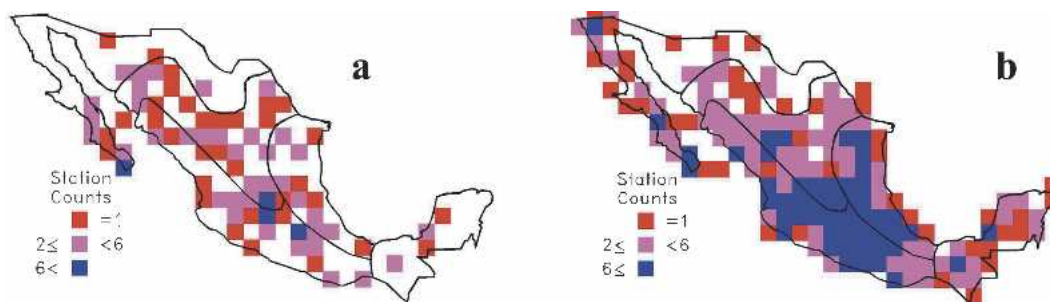 a
Station
Counts
=1
2≤ <6
6<
b
Station
Counts
=1
2≤ <6
6≤